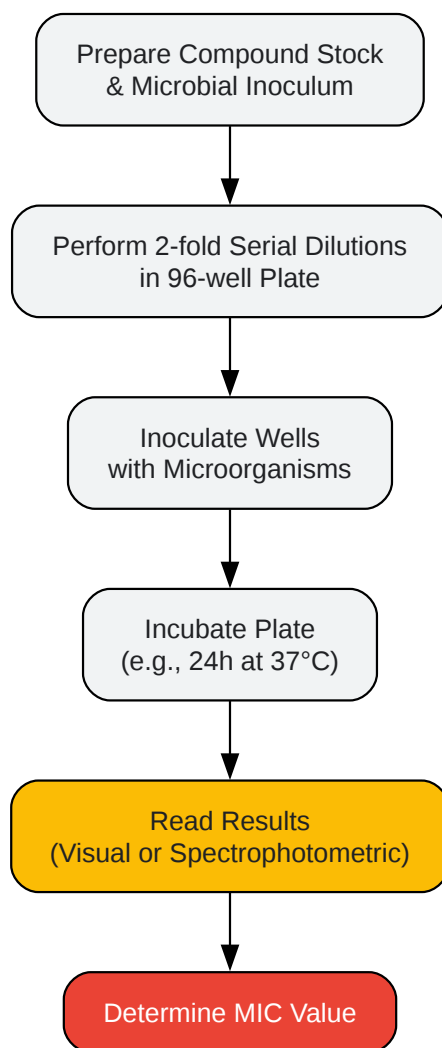 Prepare Compound Stock
& Microbial Inoculum
Perform 2-fold Serial Dilutions
in 96-well Plate
Inoculate Wells
with Microorganisms
Incubate Plate
(e.g., 24h at 37°C)
Read Results
(Visual or Spectrophotometric)
Determine MIC Value